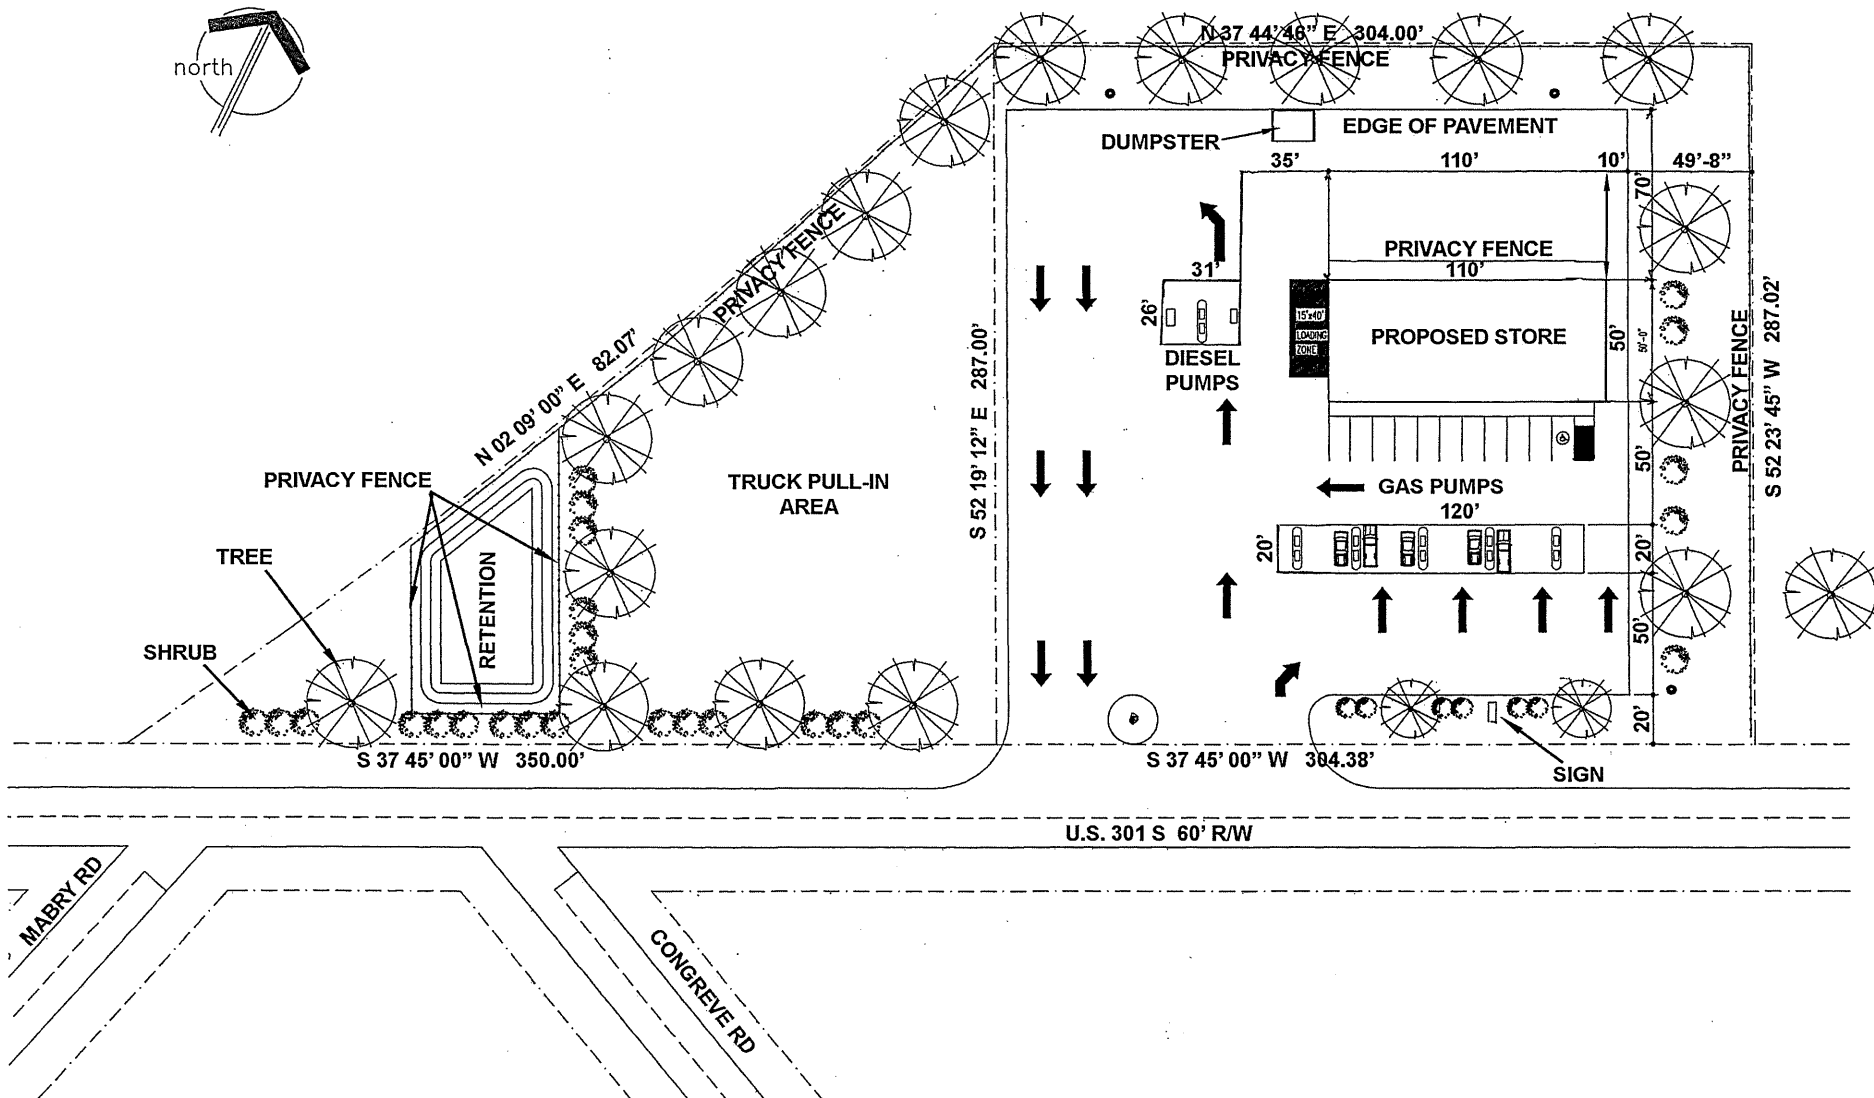 north
N 37 44' 46" E 304.00'
PRIVACY FENCE
EDGE OF PAVEMENT
DUMPSTER
35'
110'
10'
49'-8"
70'
PRIVACY FENCE
PRIVACY FENCE
110'
31'
26'
15'x40'
LOADING
ZONE
PROPOSED STORE
50'
50'-0"
DIESEL
PUMPS
PRIVACY FENCE
S 52 23' 45" W 287.02'
S 52 19' 12" E 287.00'
N 02 09' 00" E 82.07'
PRIVACY FENCE
TRUCK PULL-IN
AREA
GAS PUMPS
120'
20'
50'
20'
50'
20'
TREE
RETENTION
SHRUB
S 37 45' 00" W 350.00'
S 37 45' 00" W 304.38'
SIGN
U.S. 301 S 60' R/W
MABRY RD
CONGREVE RD